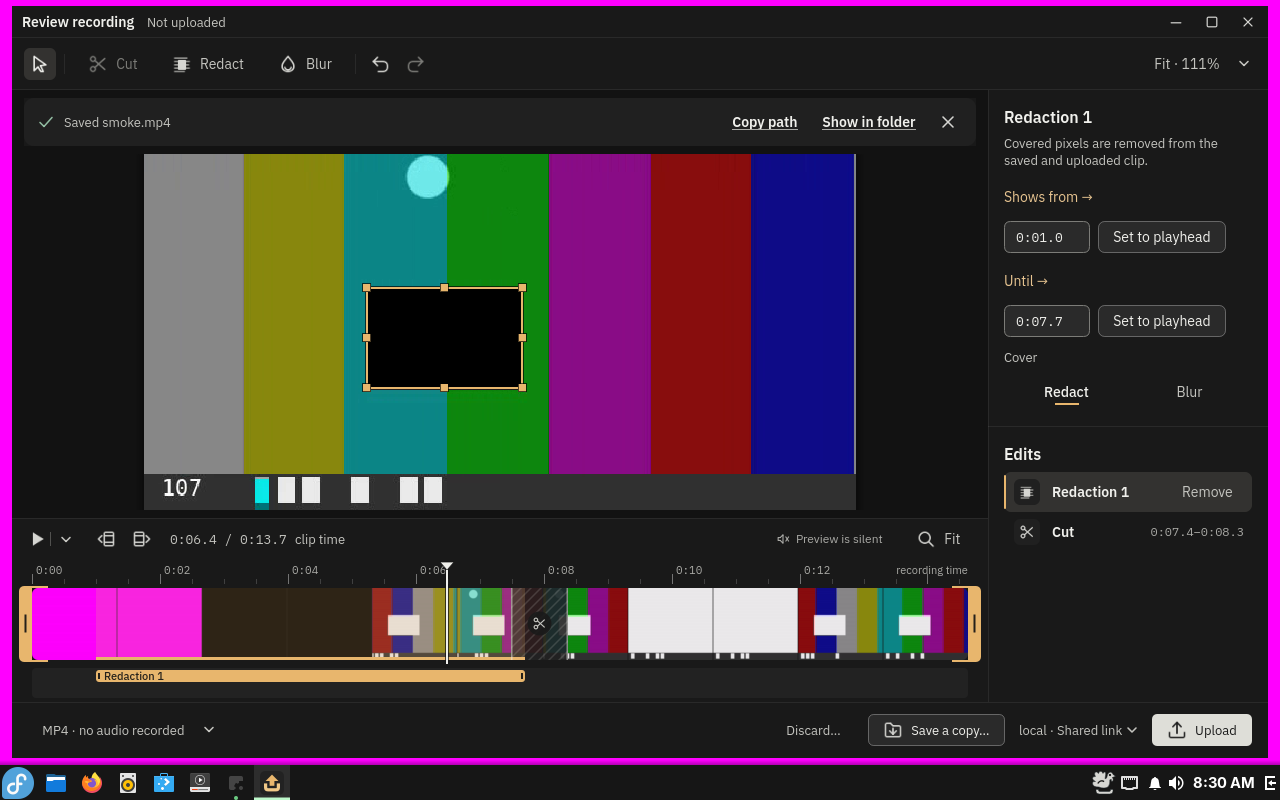 Review recording Not uploaded
Cut Redact Blur Fit · 111%
Saved smoke.mp4 Copy path Show in folder
107
Redaction 1
Covered pixels are removed from the
saved and uploaded clip.
Shows from →
0:01.0 Set to playhead
Until →
0:07.7 Set to playhead
Cover
Redact Blur
Edits
Redaction 1 Remove
Cut 0:07.4–0:08.3
0:06.4 / 0:13.7 clip time Preview is silent Fit
0:00 0:02 0:04 0:06 0:08 0:10 0:12 recording time
Redaction 1
MP4 · no audio recorded Discard... Save a copy... local · Shared link Upload
8:30 AM